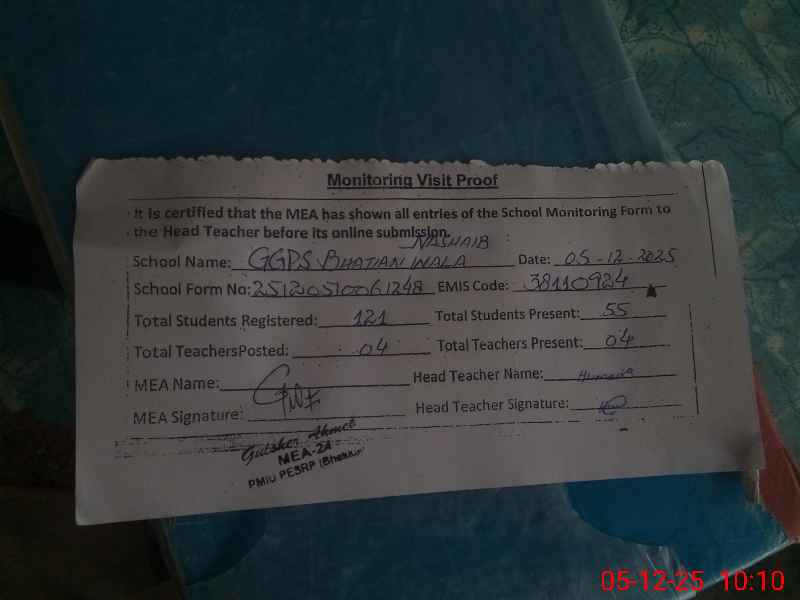 Monitoring Visit Proof
It is certified that the MEA has shown all entries of the School Monitoring Form to
the Head Teacher before its online submission.
NASHAIB
School Name: GGPS BHATIAN WALA Date: 05-12-2025
School Form No: 25120510061248 EMIS Code: 38110924
Total Students Registered: 121 Total Students Present: 55
Total TeachersPosted: 04 Total Teachers Present: 04
MEA Name: Head Teacher Name:
MEA Signature: Head Teacher Signature:
Gulsher Ahmed
MEA-24
PMIU PESRP (Bhakkar)
05-12-25 10:10